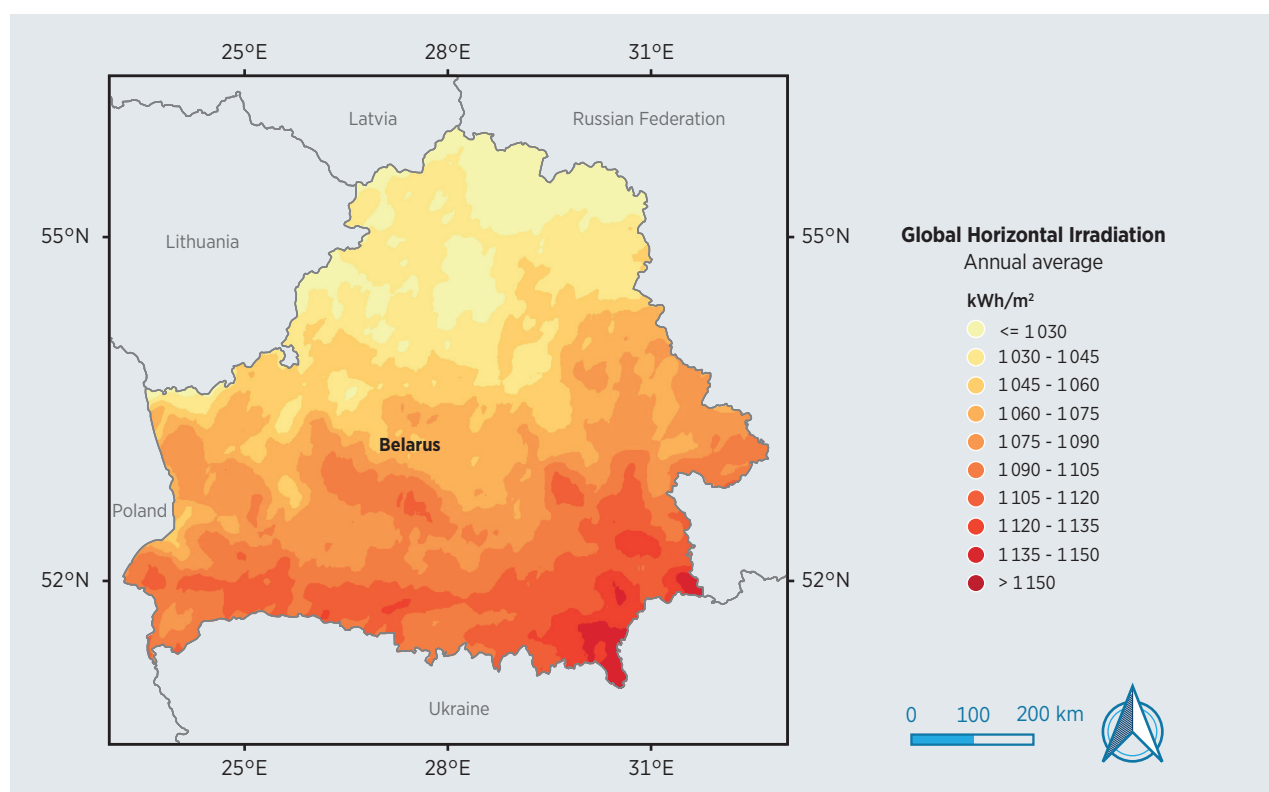 25°E 28°E 31°E
Latvia Russian Federation
55°N 55°N
Lithuania
Belarus
Poland
52°N 52°N
Ukraine
25°E 28°E 31°E
Global Horizontal Irradiation
Annual average
kWh/m²
<= 1 030
1 030 - 1 045
1 045 - 1 060
1 060 - 1 075
1 075 - 1 090
1 090 - 1 105
1 105 - 1 120
1 120 - 1 135
1 135 - 1 150
> 1 150
0 100 200 km